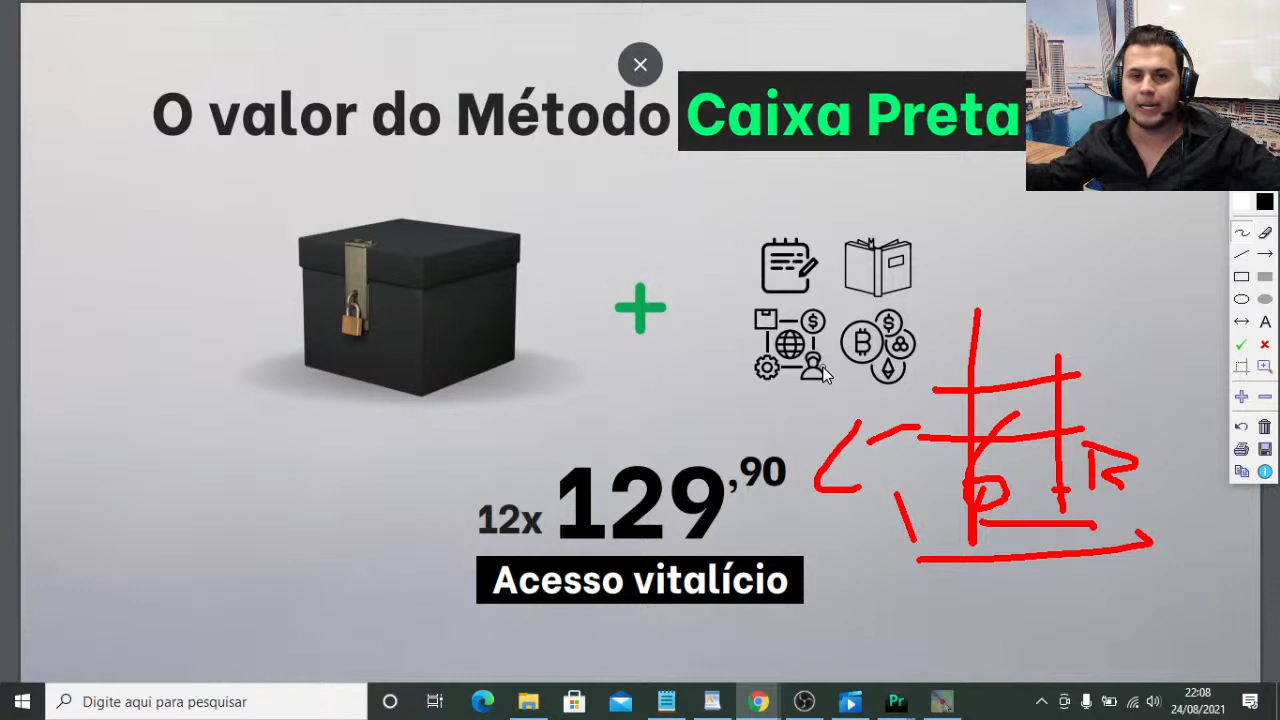 O valor do Método Caixa Preta
12x 129,90
Acesso vitalício
R
Digite aqui para pesquisar
Pr
22:08
24/08/2021